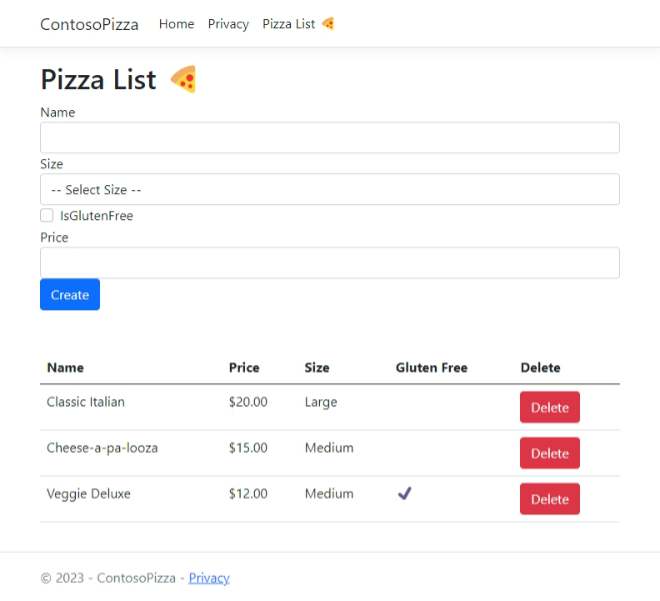 ContosoPizza Home Privacy Pizza List 🍕
Pizza List 🍕
Name
Size
-- Select Size --
IsGlutenFree
Price
Create
Name Price Size Gluten Free Delete
Classic Italian $20.00 Large Delete
Cheese-a-pa-looza $15.00 Medium Delete
Veggie Deluxe $12.00 Medium ✔ Delete
© 2023 - ContosoPizza - Privacy